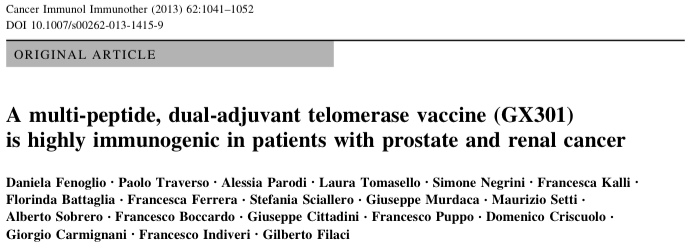 Cancer Immunol Immunother (2013) 62:1041–1052
DOI 10.1007/s00262-013-1415-9
ORIGINAL ARTICLE
A multi-peptide, dual-adjuvant telomerase vaccine (GX301)
is highly immunogenic in patients with prostate and renal cancer
Daniela Fenoglio · Paolo Traverso · Alessia Parodi · Laura Tomasello · Simone Negrini · Francesca Kalli ·
Florinda Battaglia · Francesca Ferrera · Stefania Sciallero · Giuseppe Murdaca · Maurizio Setti ·
Alberto Sobrero · Francesco Boccardo · Giuseppe Cittadini · Francesco Puppo · Domenico Criscuolo ·
Giorgio Carmignani · Francesco Indiveri · Gilberto Filaci